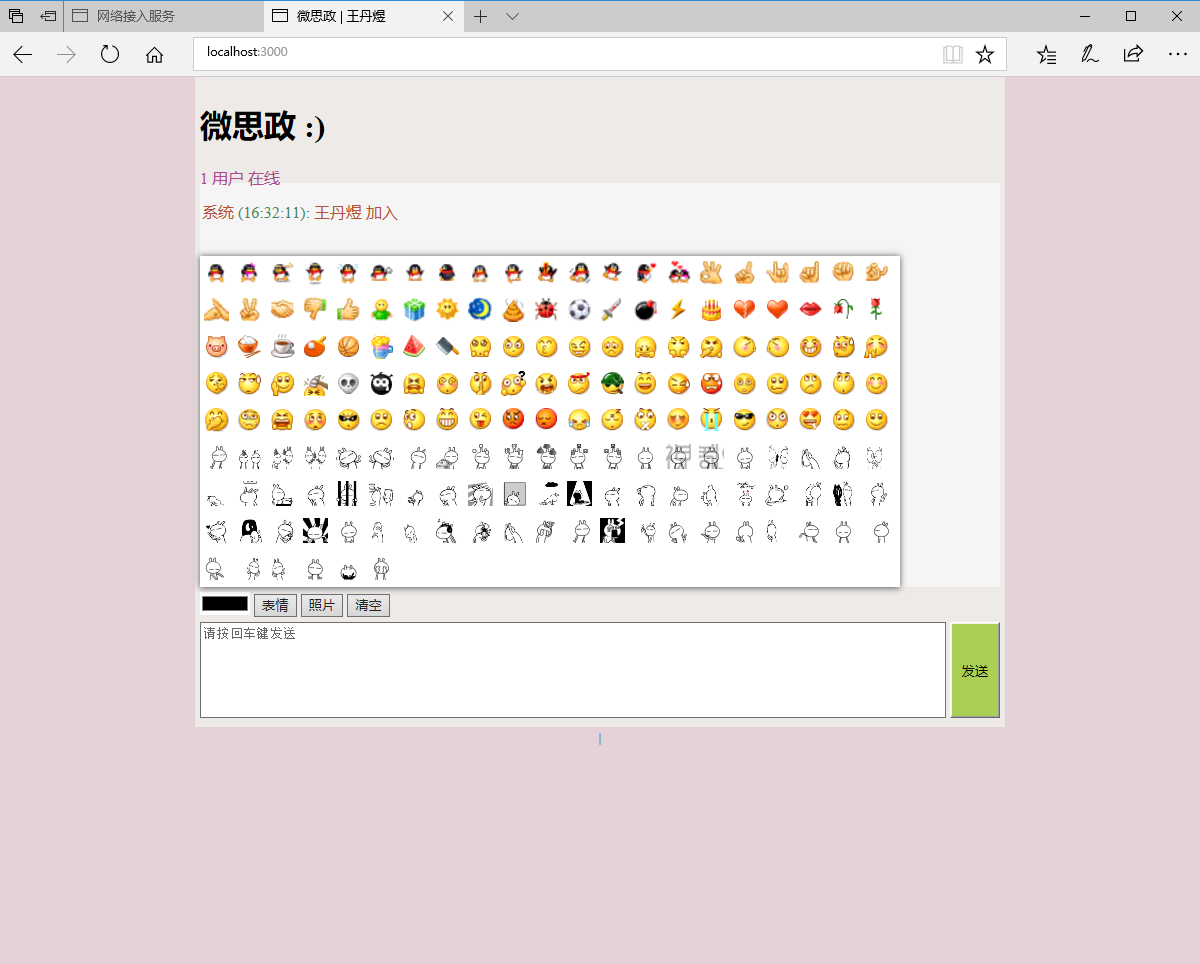 网络接入服务
微思政 | 王丹煜
localhost:3000
微思政 :)
1 用户 在线
系统 (16:32:11): 王丹煜 加入
表情 照片 清空
请按回车键发送
发送